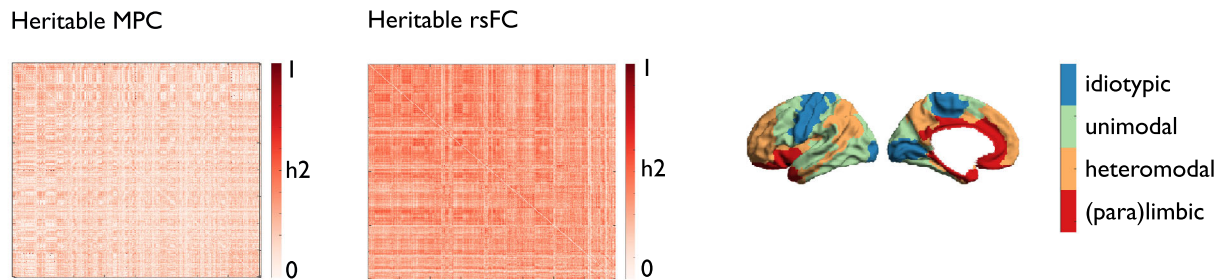 Heritable MPC
1
h2
0
Heritable rsFC
1
h2
0
idiotypic
unimodal
heteromodal
(para)limbic